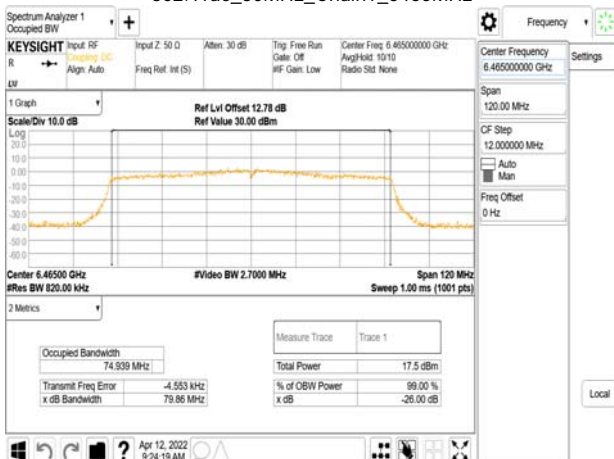 Spectrum Analyzer 1
Occupied BW
Frequency
KEYSIGHT
Input: RF
Coupling: DC
Align: Auto
Input Z: 50 Ω
Freq Ref: Int (S)
Atten: 30 dB
Trig: Free Run
Gate: Off
#IF Gain: Low
Center Freq: 6.465000000 GHz
Avg|Hold: 10/10
Radio Std: None
R
LXI
Center Frequency
6.465000000 GHz
Settings
Span
120.00 MHz
CF Step
12.000000 MHz
Auto
Man
Freq Offset
0 Hz
Local
1 Graph
Scale/Div 10.0 dB
Ref Lvl Offset 12.78 dB
Ref Value 30.00 dBm
Log
20.0
10.0
0.00
-10.0
-20.0
-30.0
-40.0
-50.0
-60.0
Center 6.46500 GHz
#Res BW 820.00 kHz
#Video BW 2.7000 MHz
Span 120 MHz
Sweep 1.00 ms (1001 pts)
2 Metrics
Measure Trace Trace 1
Occupied Bandwidth
74.939 MHz
Total Power 17.5 dBm
Transmit Freq Error -4.553 kHz
% of OBW Power 99.00 %
x dB Bandwidth 79.86 MHz
x dB -26.00 dB
Apr 12, 2022
9:24:19 AM